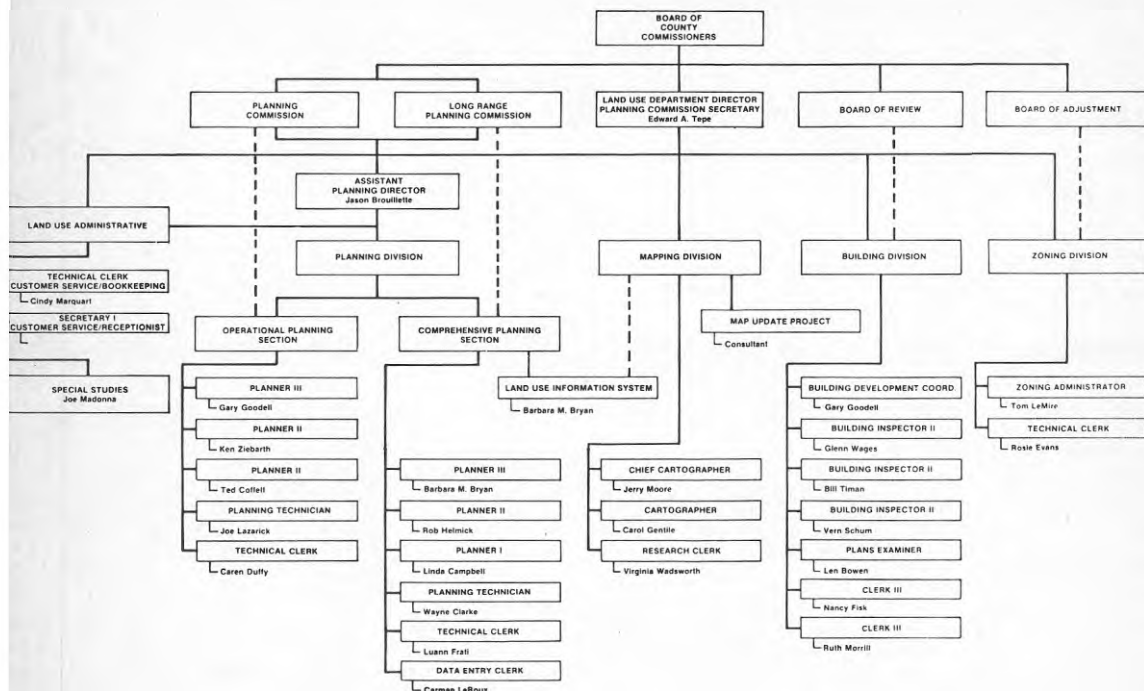 BOARD OF
COUNTY
COMMISSIONERS
PLANNING
COMMISSION
LONG RANGE
PLANNING COMMISSION
LAND USE DEPARTMENT DIRECTOR
PLANNING COMMISSION SECRETARY
Edward A. Tepe
BOARD OF REVIEW
BOARD OF ADJUSTMENT
ASSISTANT
PLANNING DIRECTOR
Jason Brouillette
LAND USE ADMINISTRATIVE
PLANNING DIVISION
MAPPING DIVISION
BUILDING DIVISION
ZONING DIVISION
TECHNICAL CLERK
CUSTOMER SERVICE/BOOKKEEPING
Cindy Marquart
SECRETARY I
CUSTOMER SERVICE/RECEPTIONIST
SPECIAL STUDIES
Joe Madonna
OPERATIONAL PLANNING
SECTION
PLANNER III
Gary Goodell
PLANNER II
Ken Ziebarth
PLANNER II
Ted Coffell
PLANNING TECHNICIAN
Joe Lazarick
TECHNICAL CLERK
Caren Duffy
COMPREHENSIVE PLANNING
SECTION
LAND USE INFORMATION SYSTEM
Barbara M. Bryan
PLANNER III
Barbara M. Bryan
PLANNER II
Rob Helmick
PLANNER I
Linda Campbell
PLANNING TECHNICIAN
Wayne Clarke
TECHNICAL CLERK
Luann Frati
DATA ENTRY CLERK
Carmen LeRoux
MAP UPDATE PROJECT
Consultant
CHIEF CARTOGRAPHER
Jerry Moore
CARTOGRAPHER
Carol Gentile
RESEARCH CLERK
Virginia Wadsworth
BUILDING DEVELOPMENT COORD.
Gary Goodell
BUILDING INSPECTOR II
Glenn Wages
BUILDING INSPECTOR II
Bill Timan
BUILDING INSPECTOR II
Vern Schum
PLANS EXAMINER
Len Bowen
CLERK III
Nancy Fisk
CLERK III
Ruth Morrill
ZONING ADMINISTRATOR
Tom LeMire
TECHNICAL CLERK
Rosie Evans